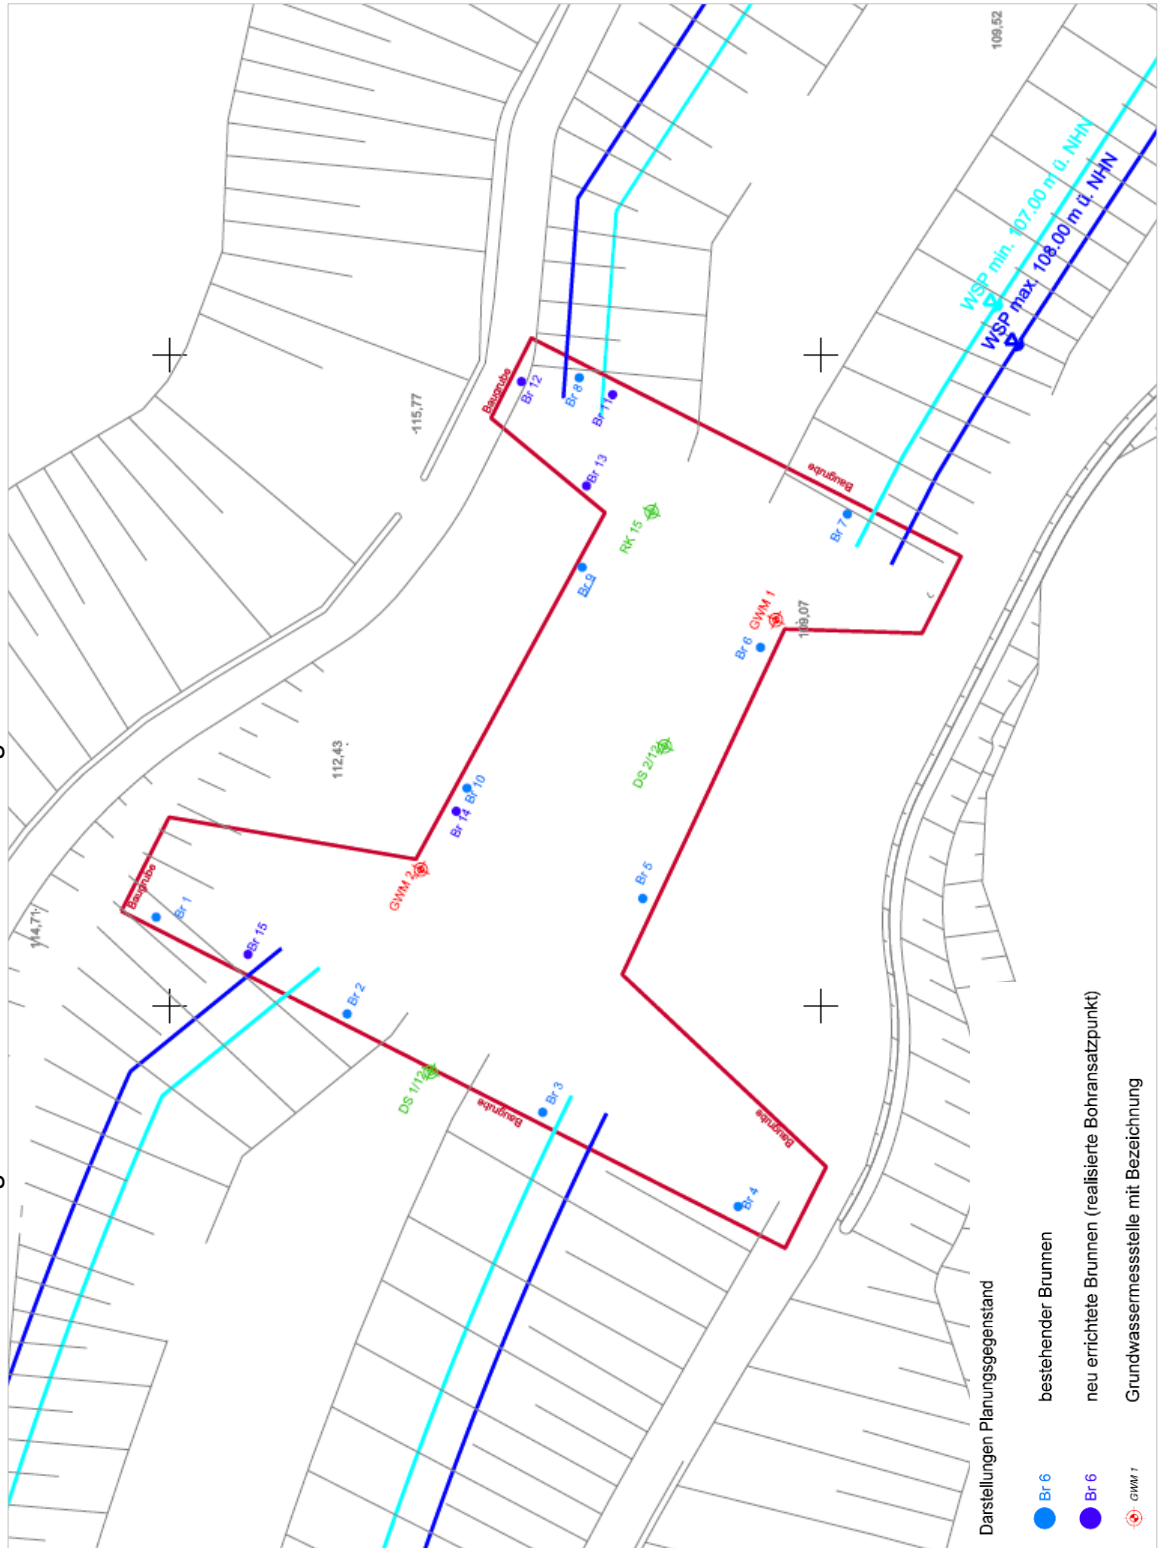 109,52
WSP min. 107.00 m ü. NHN
WSP max. 108.00 m ü. NHN
-115,77
Baugrube
Br 12
Br 8
Br 11
Br 13
RK 15
Baugrube
Br 7
Br 9
GWM 1
109,07
Br 6
112,43
DS 2/12
Br 10
Br 14
GWM 2
Br 5
Baugrube
Br 1
114,71
Br 15
Br 2
DS 1/12
Baugrube
Br 3
Baugrube
Br 4
Darstellungen Planungsgegenstand
Br 6 bestehender Brunnen
Br 6 neu errichtete Brunnen (realisierte Bohransatzpunkt)
GWM 1 Grundwassermessstelle mit Bezeichnung